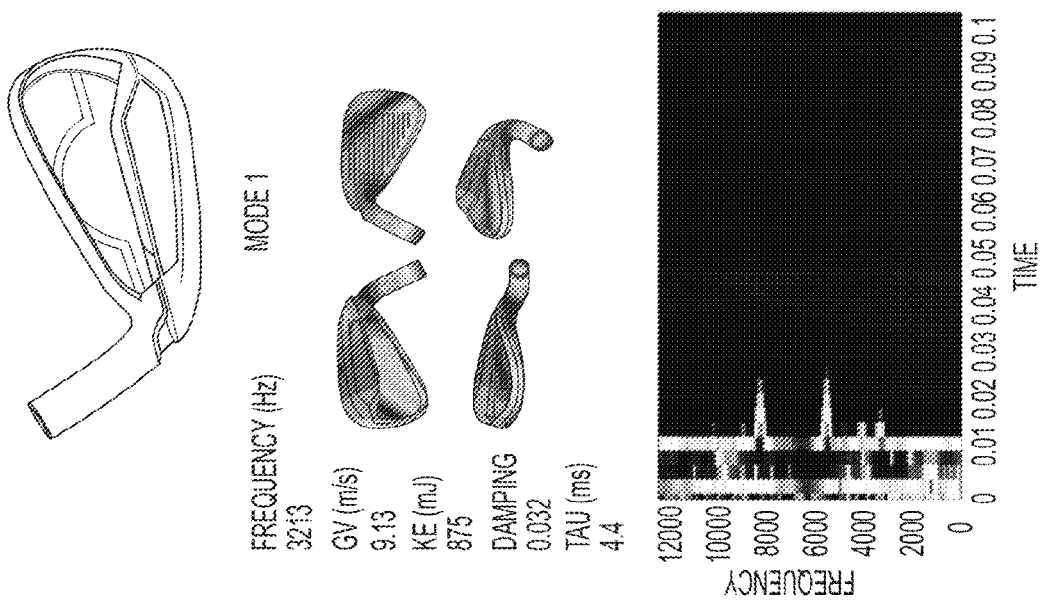 FREQUENCY (Hz)
3213
MODE 1
GV (m/s)
9.13
KE (mJ)
875
DAMPING
0.032
TAU (ms)
4.4
12000
10000
8000
6000
4000
2000
0
FREQUENCY
0 0.01 0.02 0.03 0.04 0.05 0.06 0.07 0.08 0.09 0.1
TIME